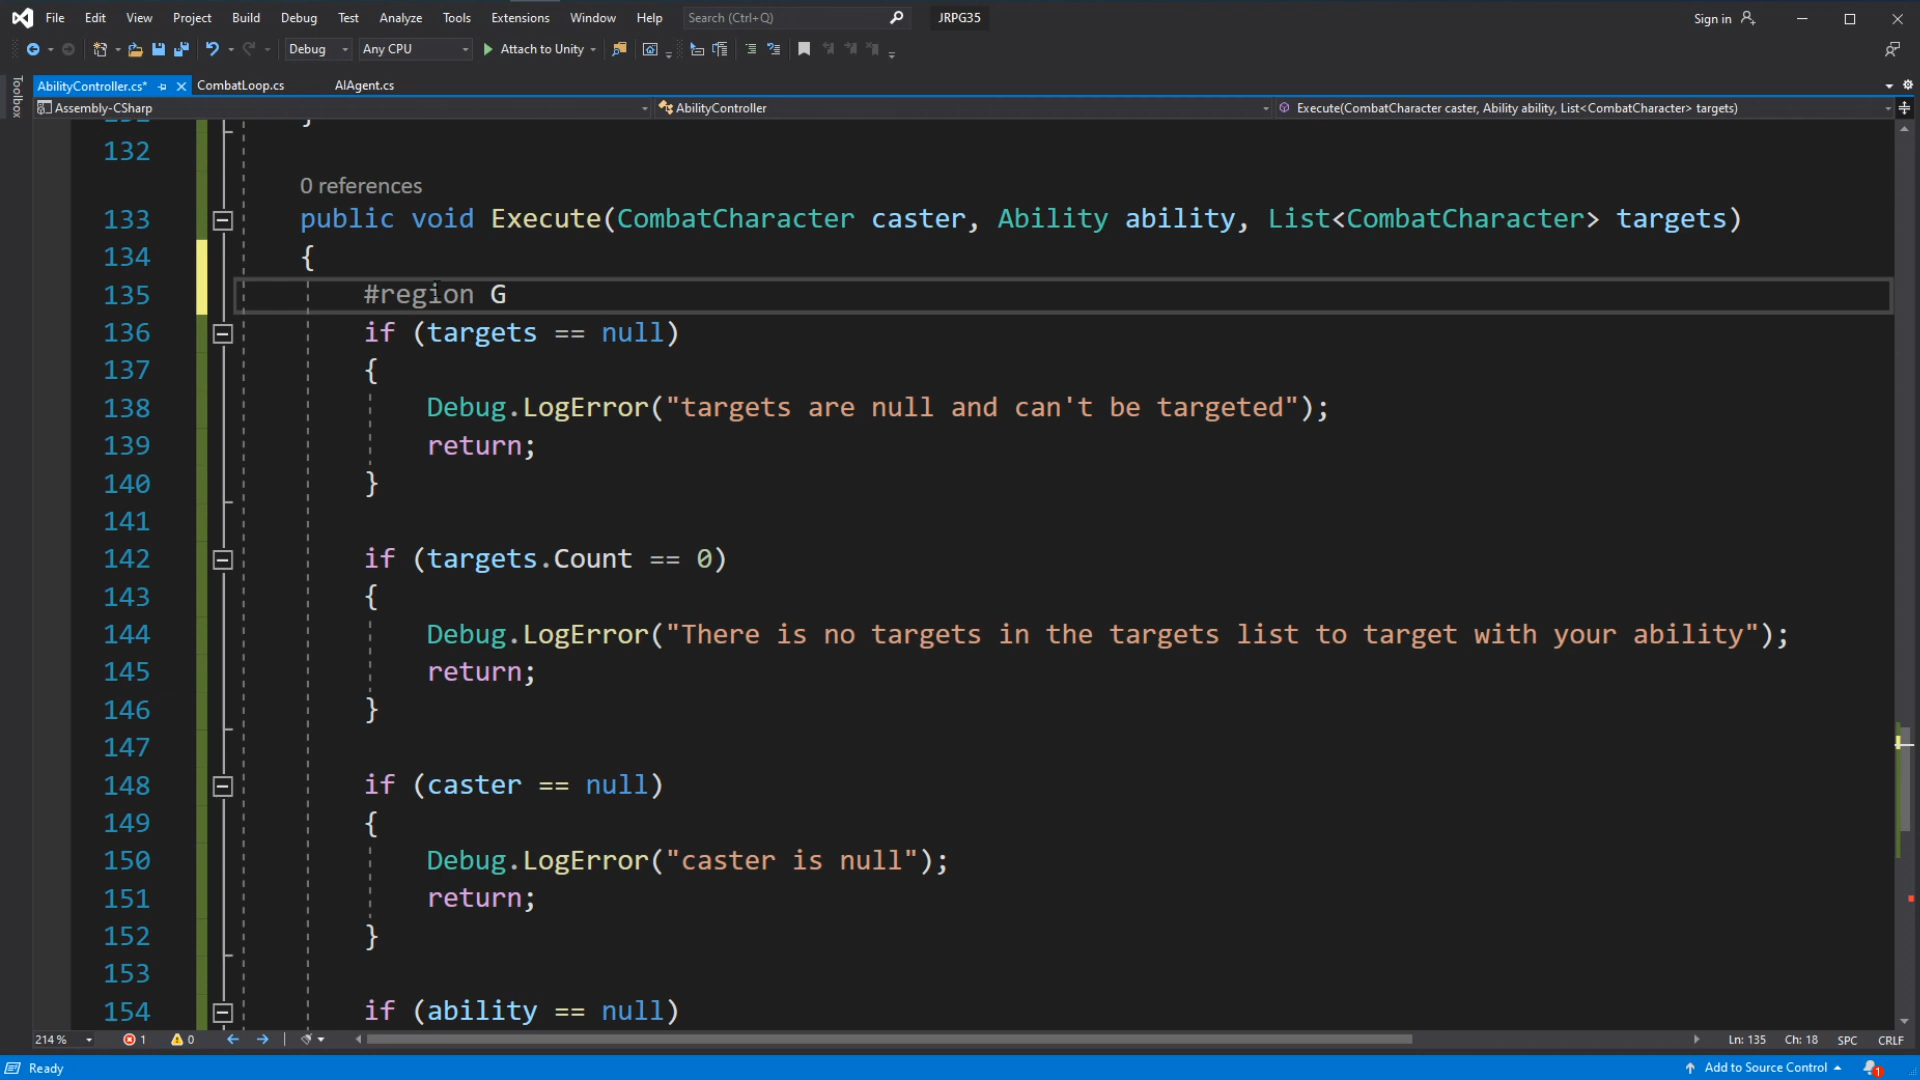 File Edit View Project Build Debug Test Analyze Tools Extensions Window Help Search (Ctrl+Q) JRPG35 Sign in
Debug Any CPU Attach to Unity
Toolbox
AbilityController.cs* CombatLoop.cs AIAgent.cs
Assembly-CSharp AbilityController Execute(CombatCharacter caster, Ability ability, List<CombatCharacter> targets)
132
0 references
133 public void Execute(CombatCharacter caster, Ability ability, List<CombatCharacter> targets)
134 {
135 #region G
136 if (targets == null)
137 {
138 Debug.LogError("targets are null and can't be targeted");
139 return;
140 }
141
142 if (targets.Count == 0)
143 {
144 Debug.LogError("There is no targets in the targets list to target with your ability");
145 return;
146 }
147
148 if (caster == null)
149 {
150 Debug.LogError("caster is null");
151 return;
152 }
153
154 if (ability == null)
214 % 1 0 Ln: 135 Ch: 18 SPC CRLF
Ready Add to Source Control 1